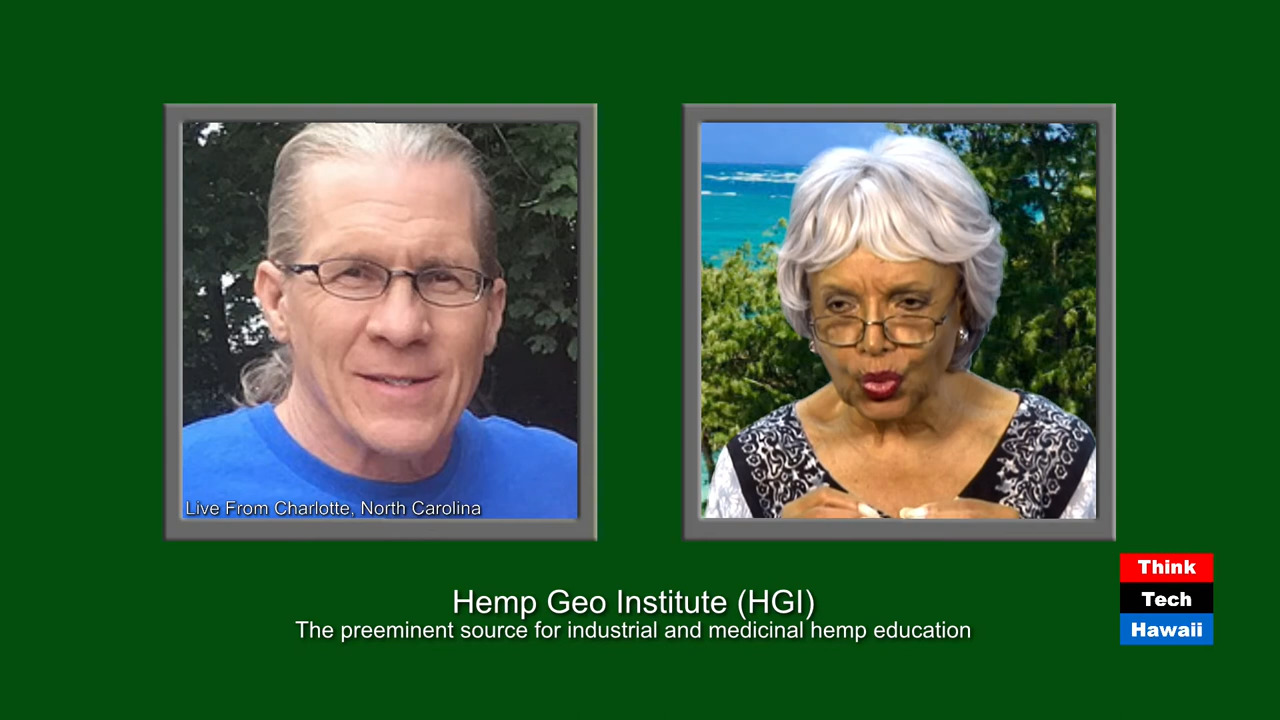 Live From Charlotte, North Carolina
Hemp Geo Institute (HGI)
The preeminent source for industrial and medicinal hemp education
Think
Tech
Hawaii